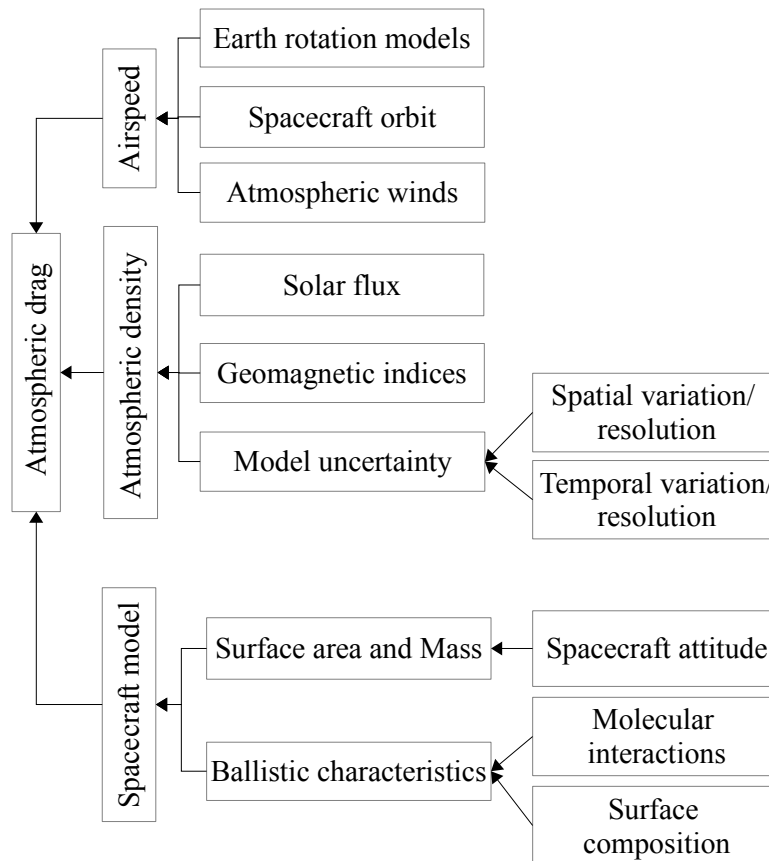 Earth rotation models
Airspeed
Spacecraft orbit
Atmospheric winds
Atmospheric drag
Atmospheric density
Solar flux
Geomagnetic indices
Model uncertainty
Spatial variation/
resolution
Temporal variation/
resolution
Spacecraft model
Surface area and Mass
Spacecraft attitude
Ballistic characteristics
Molecular
interactions
Surface
composition